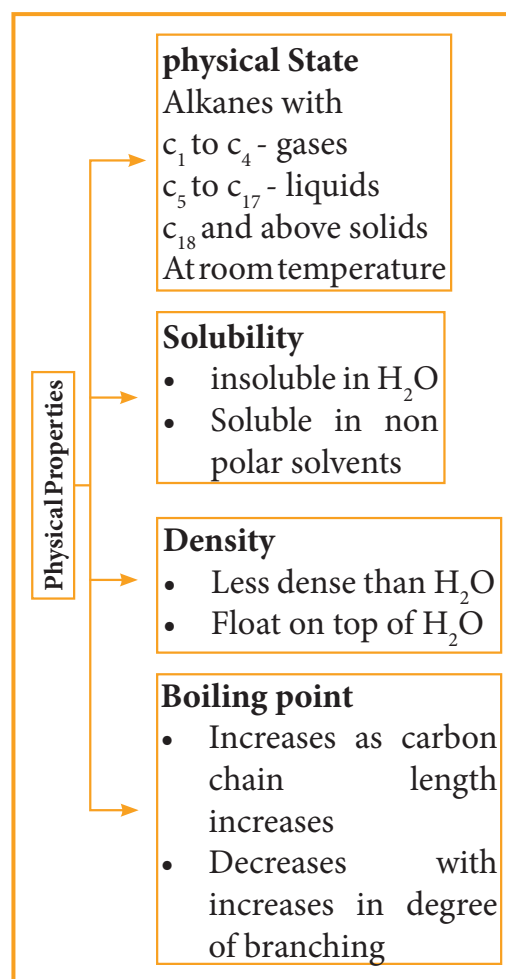 Physical Properties
physical State
Alkanes with
c₁ to c₄ - gases
c₅ to c₁₇ - liquids
c₁₈ and above solids
At room temperature
Solubility
• insoluble in H₂O
• Soluble in non
polar solvents
Density
• Less dense than H₂O
• Float on top of H₂O
Boiling point
• Increases as carbon
chain length
increases
• Decreases with
increases in degree
of branching